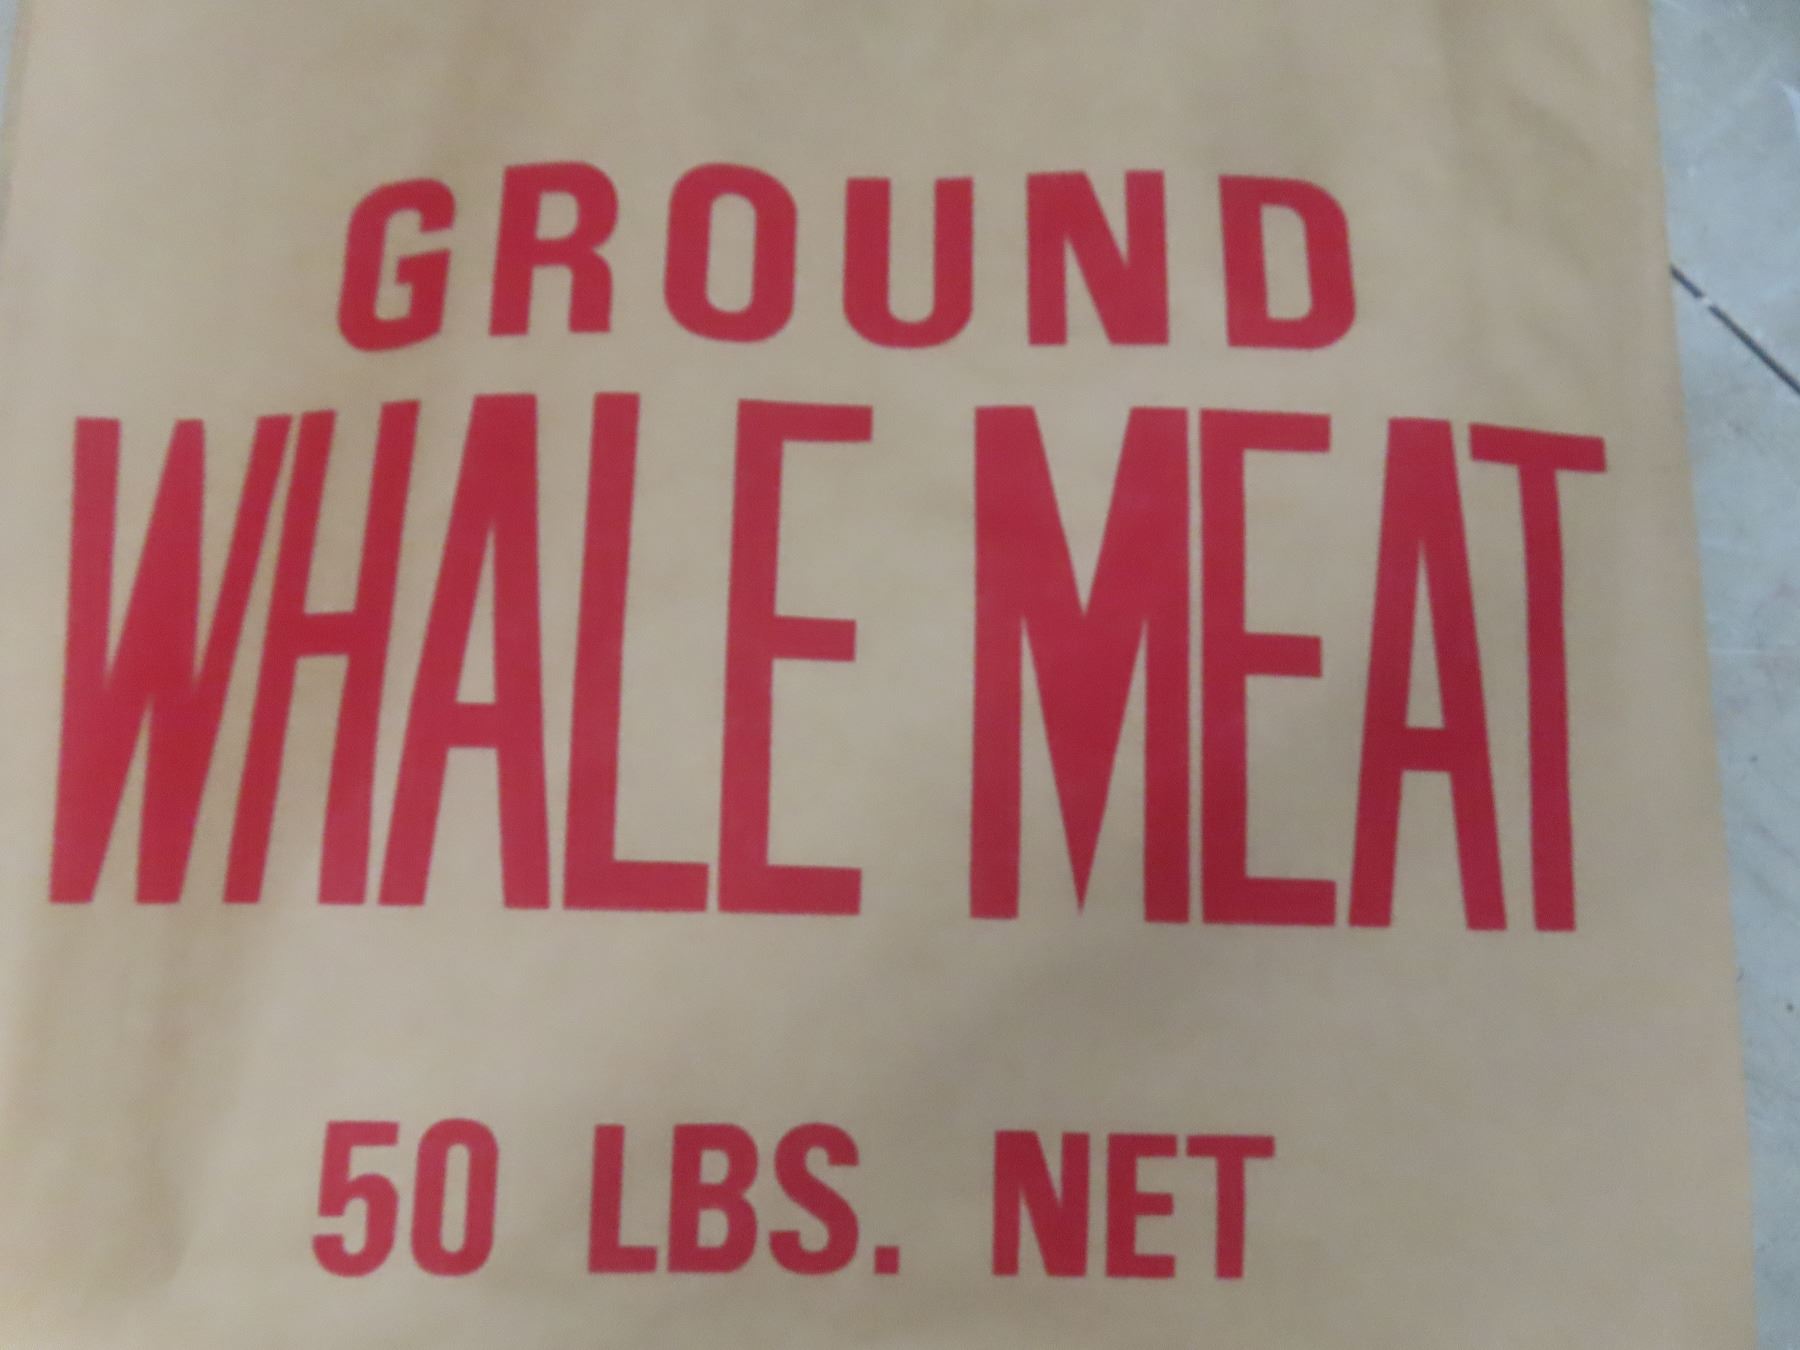 GROUND
WHALE MEAT
50 LBS. NET